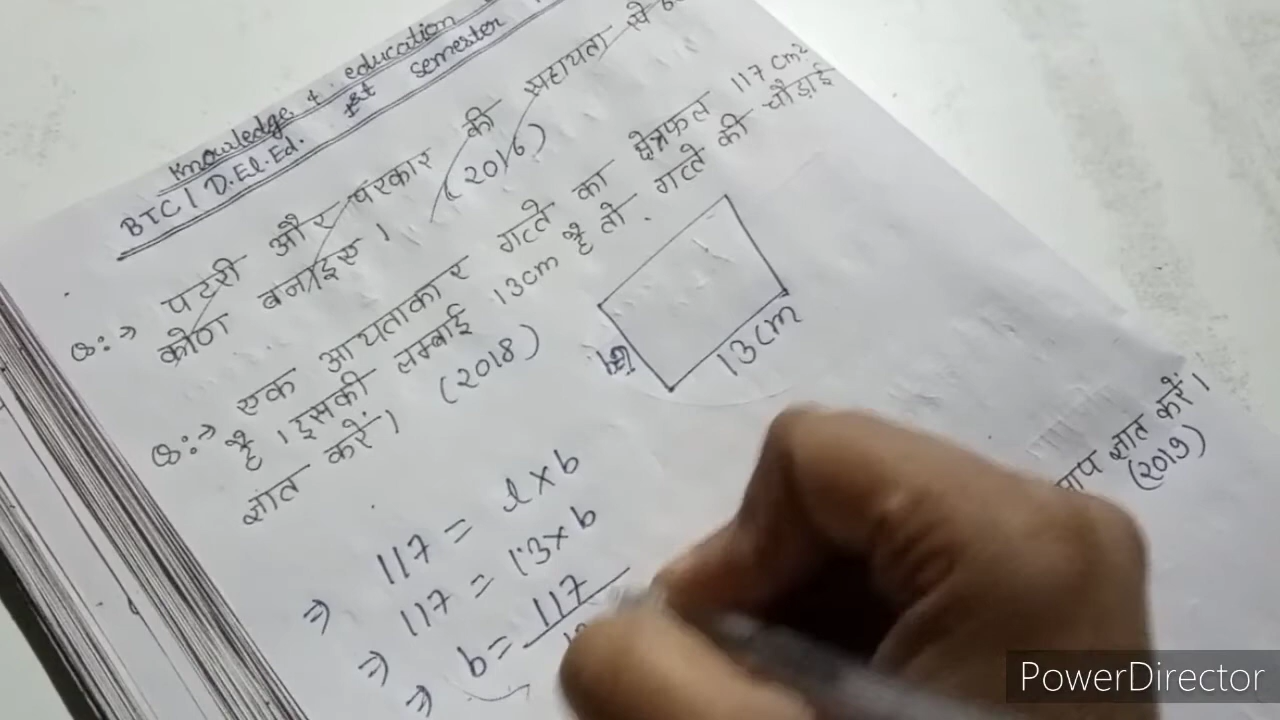 Knowledge & education
BTC / D.El.Ed. 1st semester
Q:→ पटरी और परकार की सहायता से
कोण बनाइए । (2016)
Q:→ एक आयताकार गत्ते का क्षेत्रफल 117 cm²
है । इसकी लम्बाई 13cm है तो गत्ते की चौड़ाई
ज्ञात करें। (2018)
13cm
माप ज्ञात करें।
(2019)
117 = l×b
⇒ 117 = 13×b
⇒ b = 117
⇒
PowerDirector